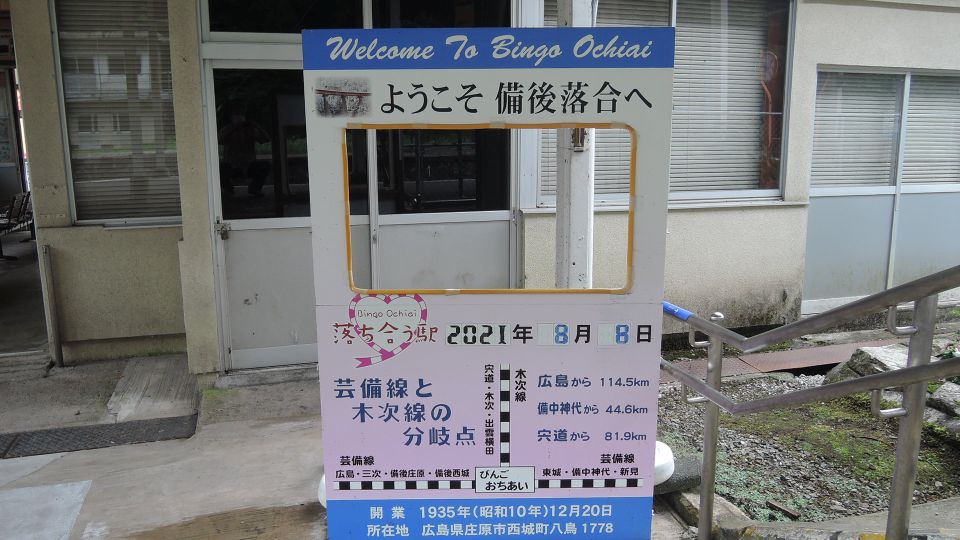 Welcome To Bingo Ochiai
ようこそ 備後落合へ
Bingo Ochiai
落ち合う駅 2021年 8月 8日
芸備線と
木次線の
分岐点
宍道・木次・出雲横田
木次線
広島から 114.5km
備中神代から 44.6km
宍道から 81.9km
芸備線
広島・三次・備後庄原・備後西城
びんご
おちあい
芸備線
東城・備中神代・新見
開業 1935年(昭和10年)12月20日
所在地 広島県庄原市西城町八鳥1778